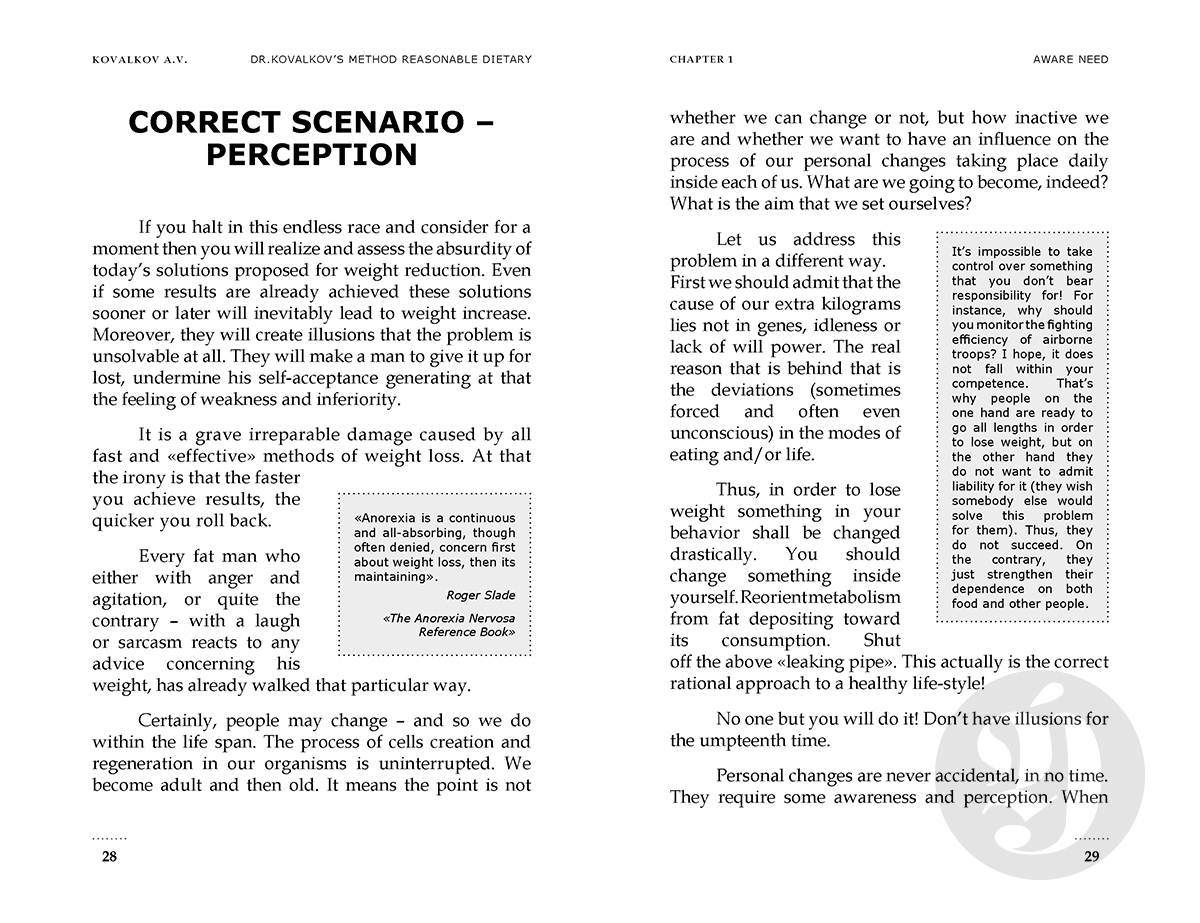 KOVALKOV A.V. DR.KOVALKOV'S METHOD REASONABLE DIETARY
CORRECT SCENARIO –
PERCEPTION
If you halt in this endless race and consider for a
moment then you will realize and assess the absurdity of
today's solutions proposed for weight reduction. Even
if some results are already achieved these solutions
sooner or later will inevitably lead to weight increase.
Moreover, they will create illusions that the problem is
unsolvable at all. They will make a man to give it up for
lost, undermine his self-acceptance generating at that
the feeling of weakness and inferiority.
It is a grave irreparable damage caused by all
fast and «effective» methods of weight loss. At that
the irony is that the faster
you achieve results, the
quicker you roll back.
Every fat man who
either with anger and
agitation, or quite the
contrary – with a laugh
or sarcasm reacts to any
advice concerning his
weight, has already walked that particular way.
«Anorexia is a continuous
and all-absorbing, though
often denied, concern first
about weight loss, then its
maintaining».
Roger Slade
«The Anorexia Nervosa
Reference Book»
Certainly, people may change – and so we do
within the life span. The process of cells creation and
regeneration in our organisms is uninterrupted. We
become adult and then old. It means the point is not
28
CHAPTER 1 AWARE NEED
whether we can change or not, but how inactive we
are and whether we want to have an influence on the
process of our personal changes taking place daily
inside each of us. What are we going to become, indeed?
What is the aim that we set ourselves?
Let us address this
problem in a different way.
First we should admit that the
cause of our extra kilograms
lies not in genes, idleness or
lack of will power. The real
reason that is behind that is
the deviations (sometimes
forced and often even
unconscious) in the modes of
eating and/or life.
Thus, in order to lose
weight something in your
behavior shall be changed
drastically. You should
change something inside
yourself. Reorient metabolism
from fat depositing toward
its consumption. Shut
off the above «leaking pipe». This actually is the correct
rational approach to a healthy life-style!
It's impossible to take
control over something
that you don't bear
responsibility for! For
instance, why should
you monitor the fighting
efficiency of airborne
troops? I hope, it does
not fall within your
competence. That's
why people on the
one hand are ready to
go all lengths in order
to lose weight, but on
the other hand they
do not want to admit
liability for it (they wish
somebody else would
solve this problem
for them). Thus, they
do not succeed. On
the contrary, they
just strengthen their
dependence on both
food and other people.
No one but you will do it! Don't have illusions for
the umpteenth time.
Personal changes are never accidental, in no time.
They require some awareness and perception. When
29